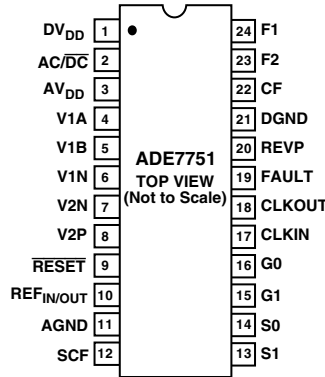 DVDD 1 24 F1
AC/D̅C̅ 2 23 F2
AVDD 3 22 CF
V1A 4 21 DGND
V1B 5 20 REVP
V1N 6 19 FAULT
V2N 7 18 CLKOUT
V2P 8 17 CLKIN
R̅E̅S̅E̅T̅ 9 16 G0
REFIN/OUT 10 15 G1
AGND 11 14 S0
SCF 12 13 S1
ADE7751
TOP VIEW
(Not to Scale)